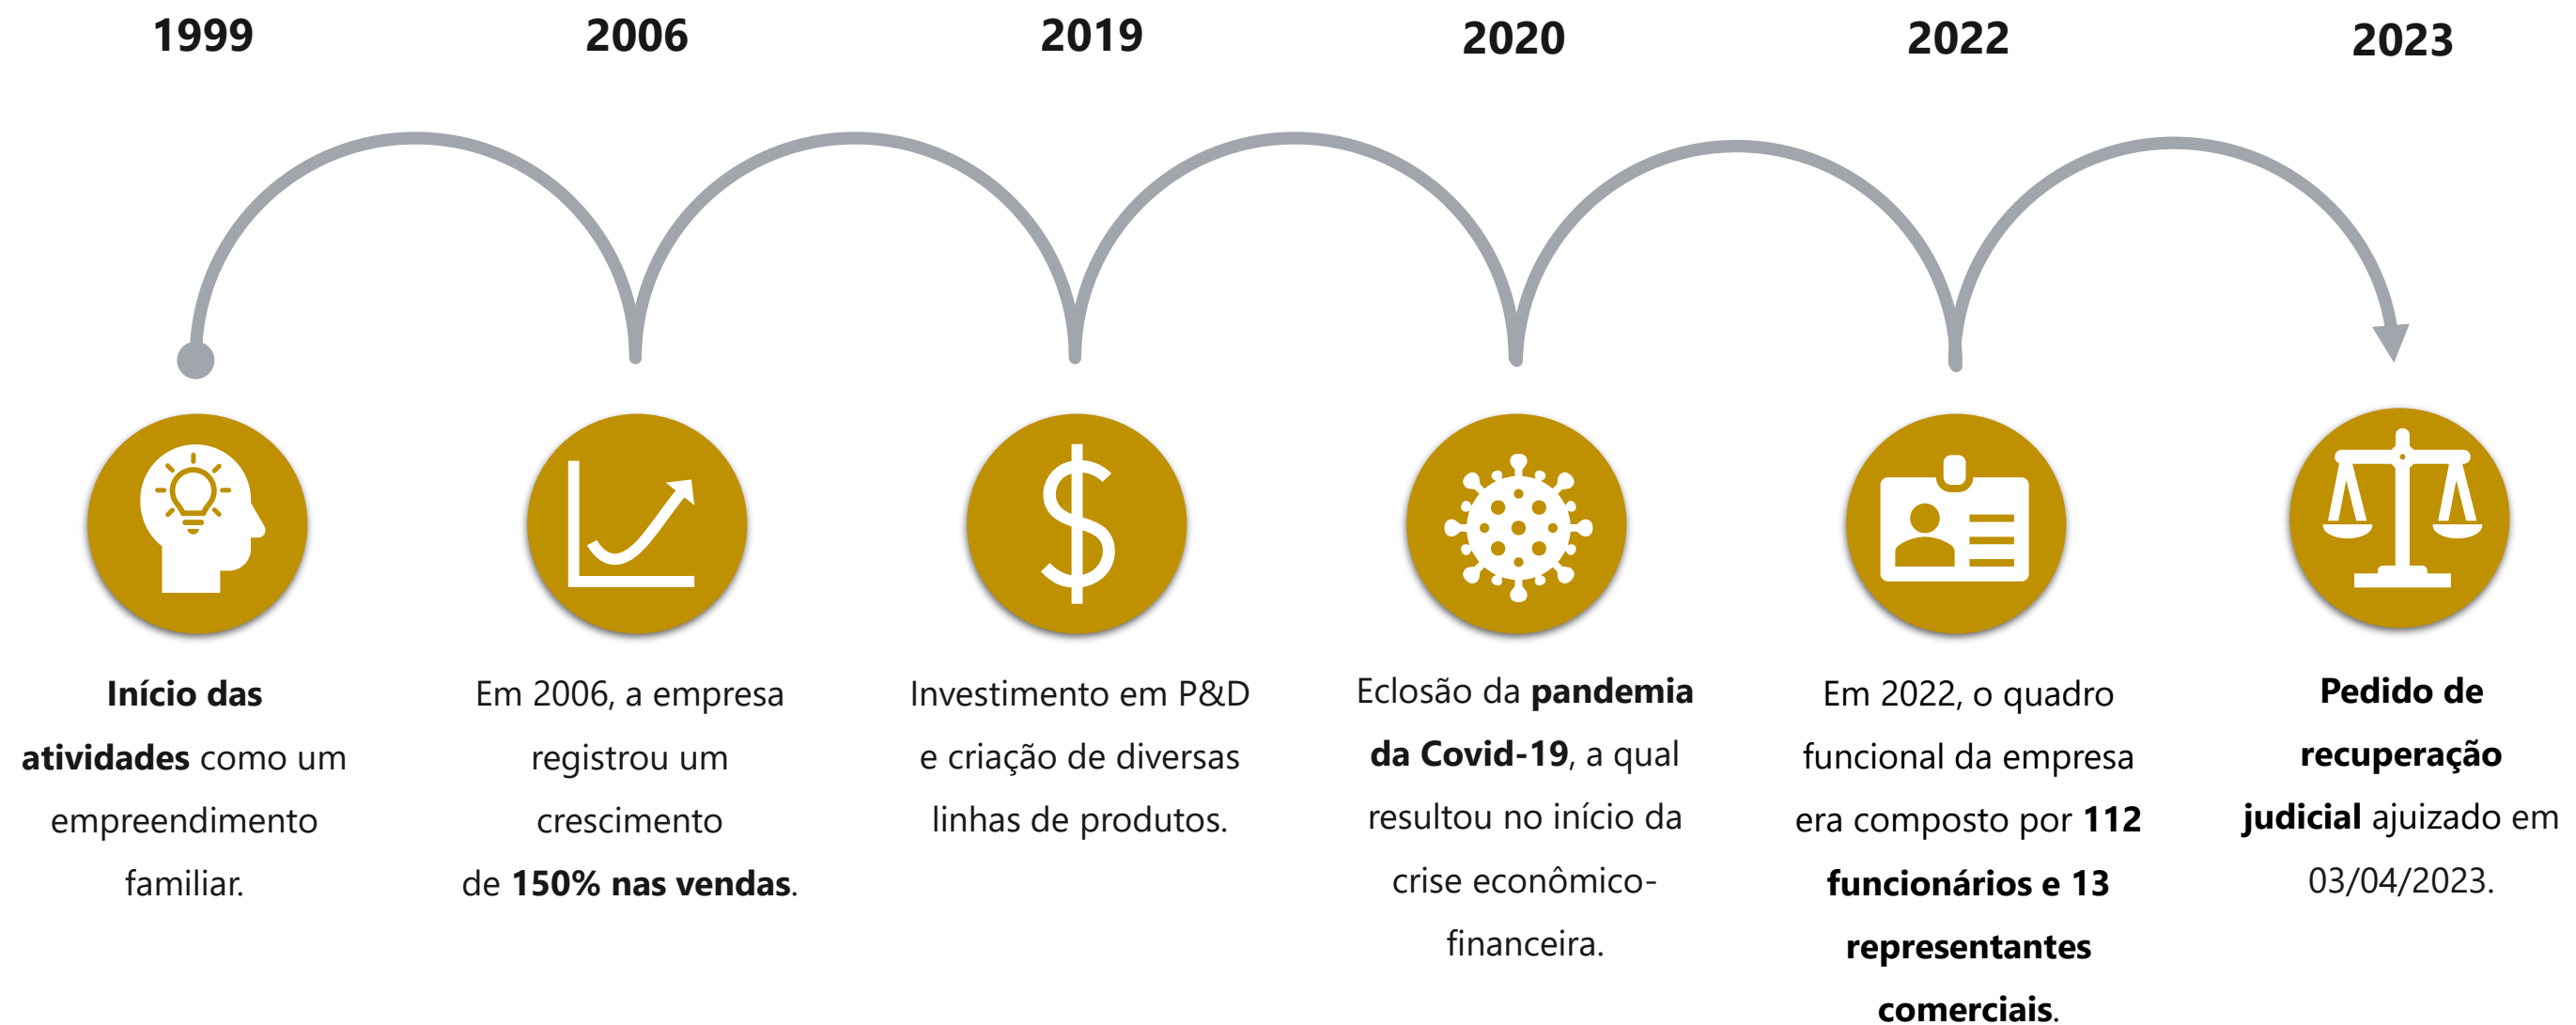 1999
Início das
atividades como um
empreendimento
familiar.
2006
Em 2006, a empresa
registrou um
crescimento
de 150% nas vendas.
2019
Investimento em P&D
e criação de diversas
linhas de produtos.
2020
Eclosão da pandemia
da Covid-19, a qual
resultou no início da
crise econômico-
financeira.
2022
Em 2022, o quadro
funcional da empresa
era composto por 112
funcionários e 13
representantes
comerciais.
2023
Pedido de
recuperação
judicial ajuizado em
03/04/2023.